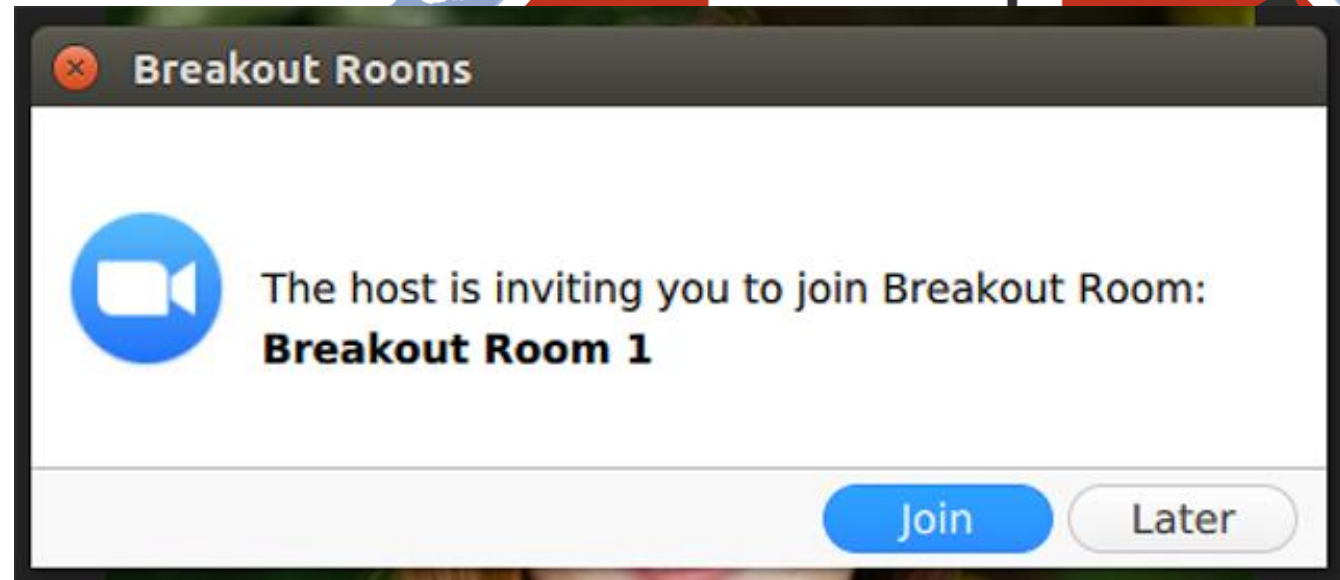 Breakout Rooms
The host is inviting you to join Breakout Room:
Breakout Room 1
Join
Later